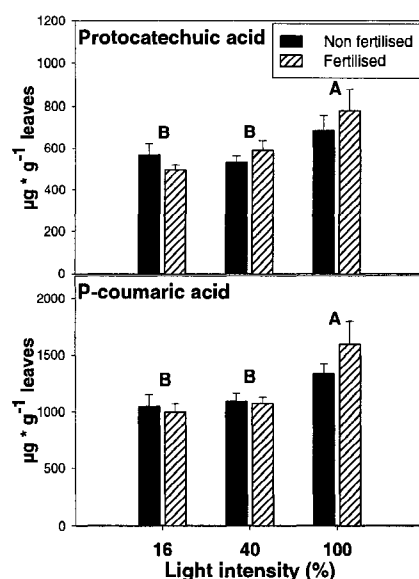 Protocatechuic acid
Non fertilised
Fertilised
1200
1000
800
600
400
200
0
µg * g⁻¹ leaves
B
B
A
P-coumaric acid
2000
1500
1000
500
0
µg * g⁻¹ leaves
B
B
A
16
40
100
Light intensity (%)